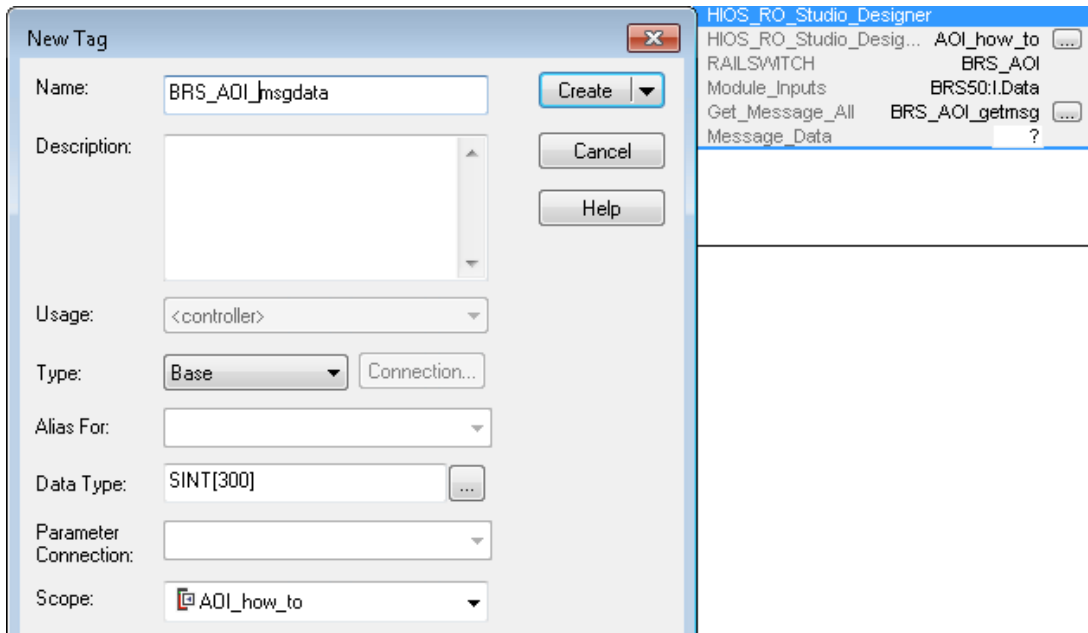 New Tag
Name:
BRS_AOI_msgdata
Create
Description:
Cancel
Help
Usage:
<controller>
Type:
Base
Connection...
Alias For:
Data Type:
SINT[300]
...
Parameter
Connection:
Scope:
AOI_how_to
HIOS_RO_Studio_Designer
HIOS_RO_Studio_Desig... AOI_how_to ...
RAILSWITCH BRS_AOI
Module_Inputs BRS50:I.Data
Get_Message_All BRS_AOI_getmsg ...
Message_Data ?